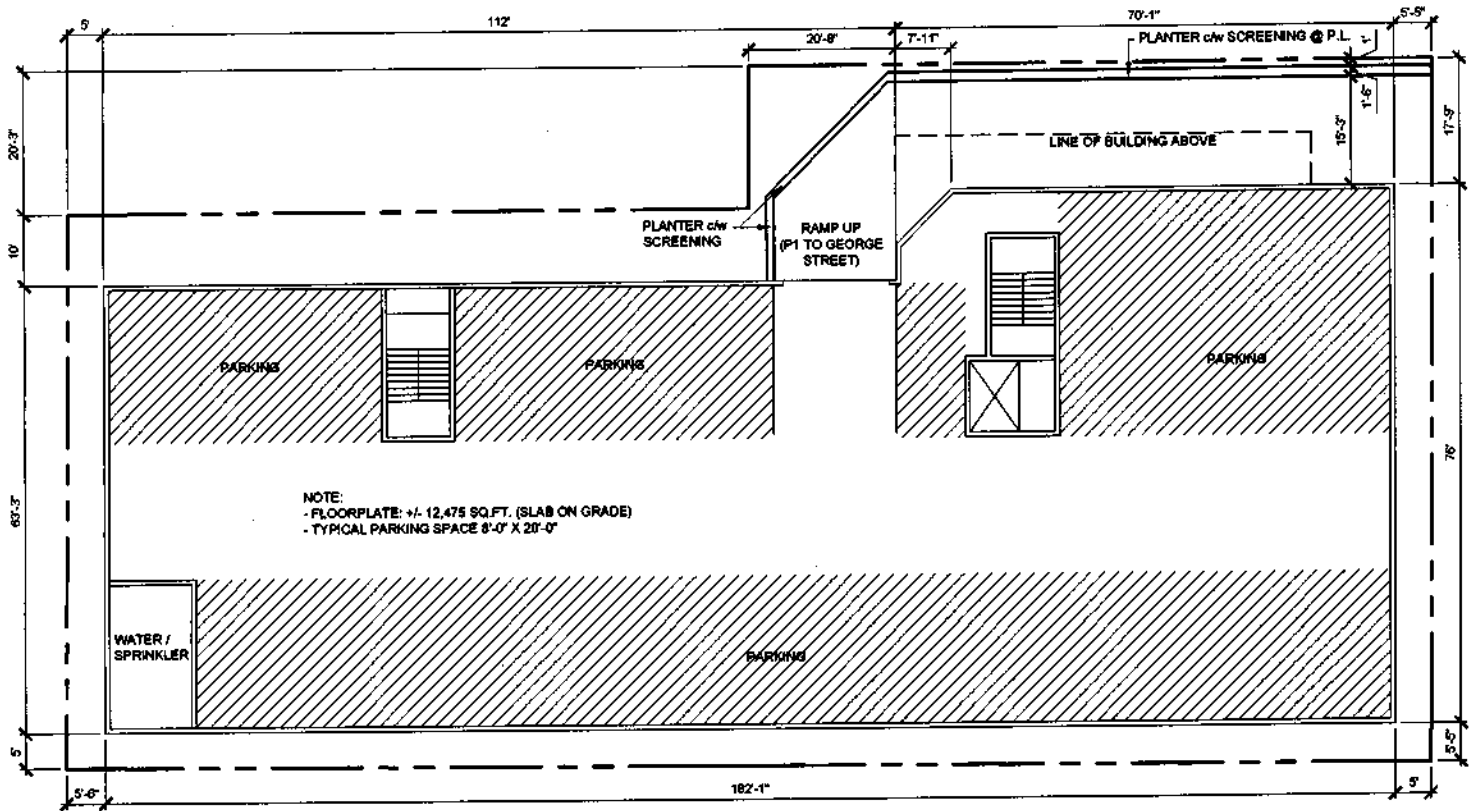 5'
112'
70'-1"
5'-5"
20'-8"
7'-11"
PLANTER c/w SCREENING @ P.L.
1'
1'-6"
15'-3"
17'-9"
20'-3"
LINE OF BUILDING ABOVE
PLANTER c/w
SCREENING
RAMP UP
(P1 TO GEORGE
STREET)
10'
PARKING
PARKING
PARKING
76'
63'-3"
NOTE:
- FLOORPLATE: +/- 12,475 SQ.FT. (SLAB ON GRADE)
- TYPICAL PARKING SPACE 8'-0" X 20'-0"
WATER /
SPRINKLER
PARKING
5'
5'-5"
5'-6"
182'-1"
5'